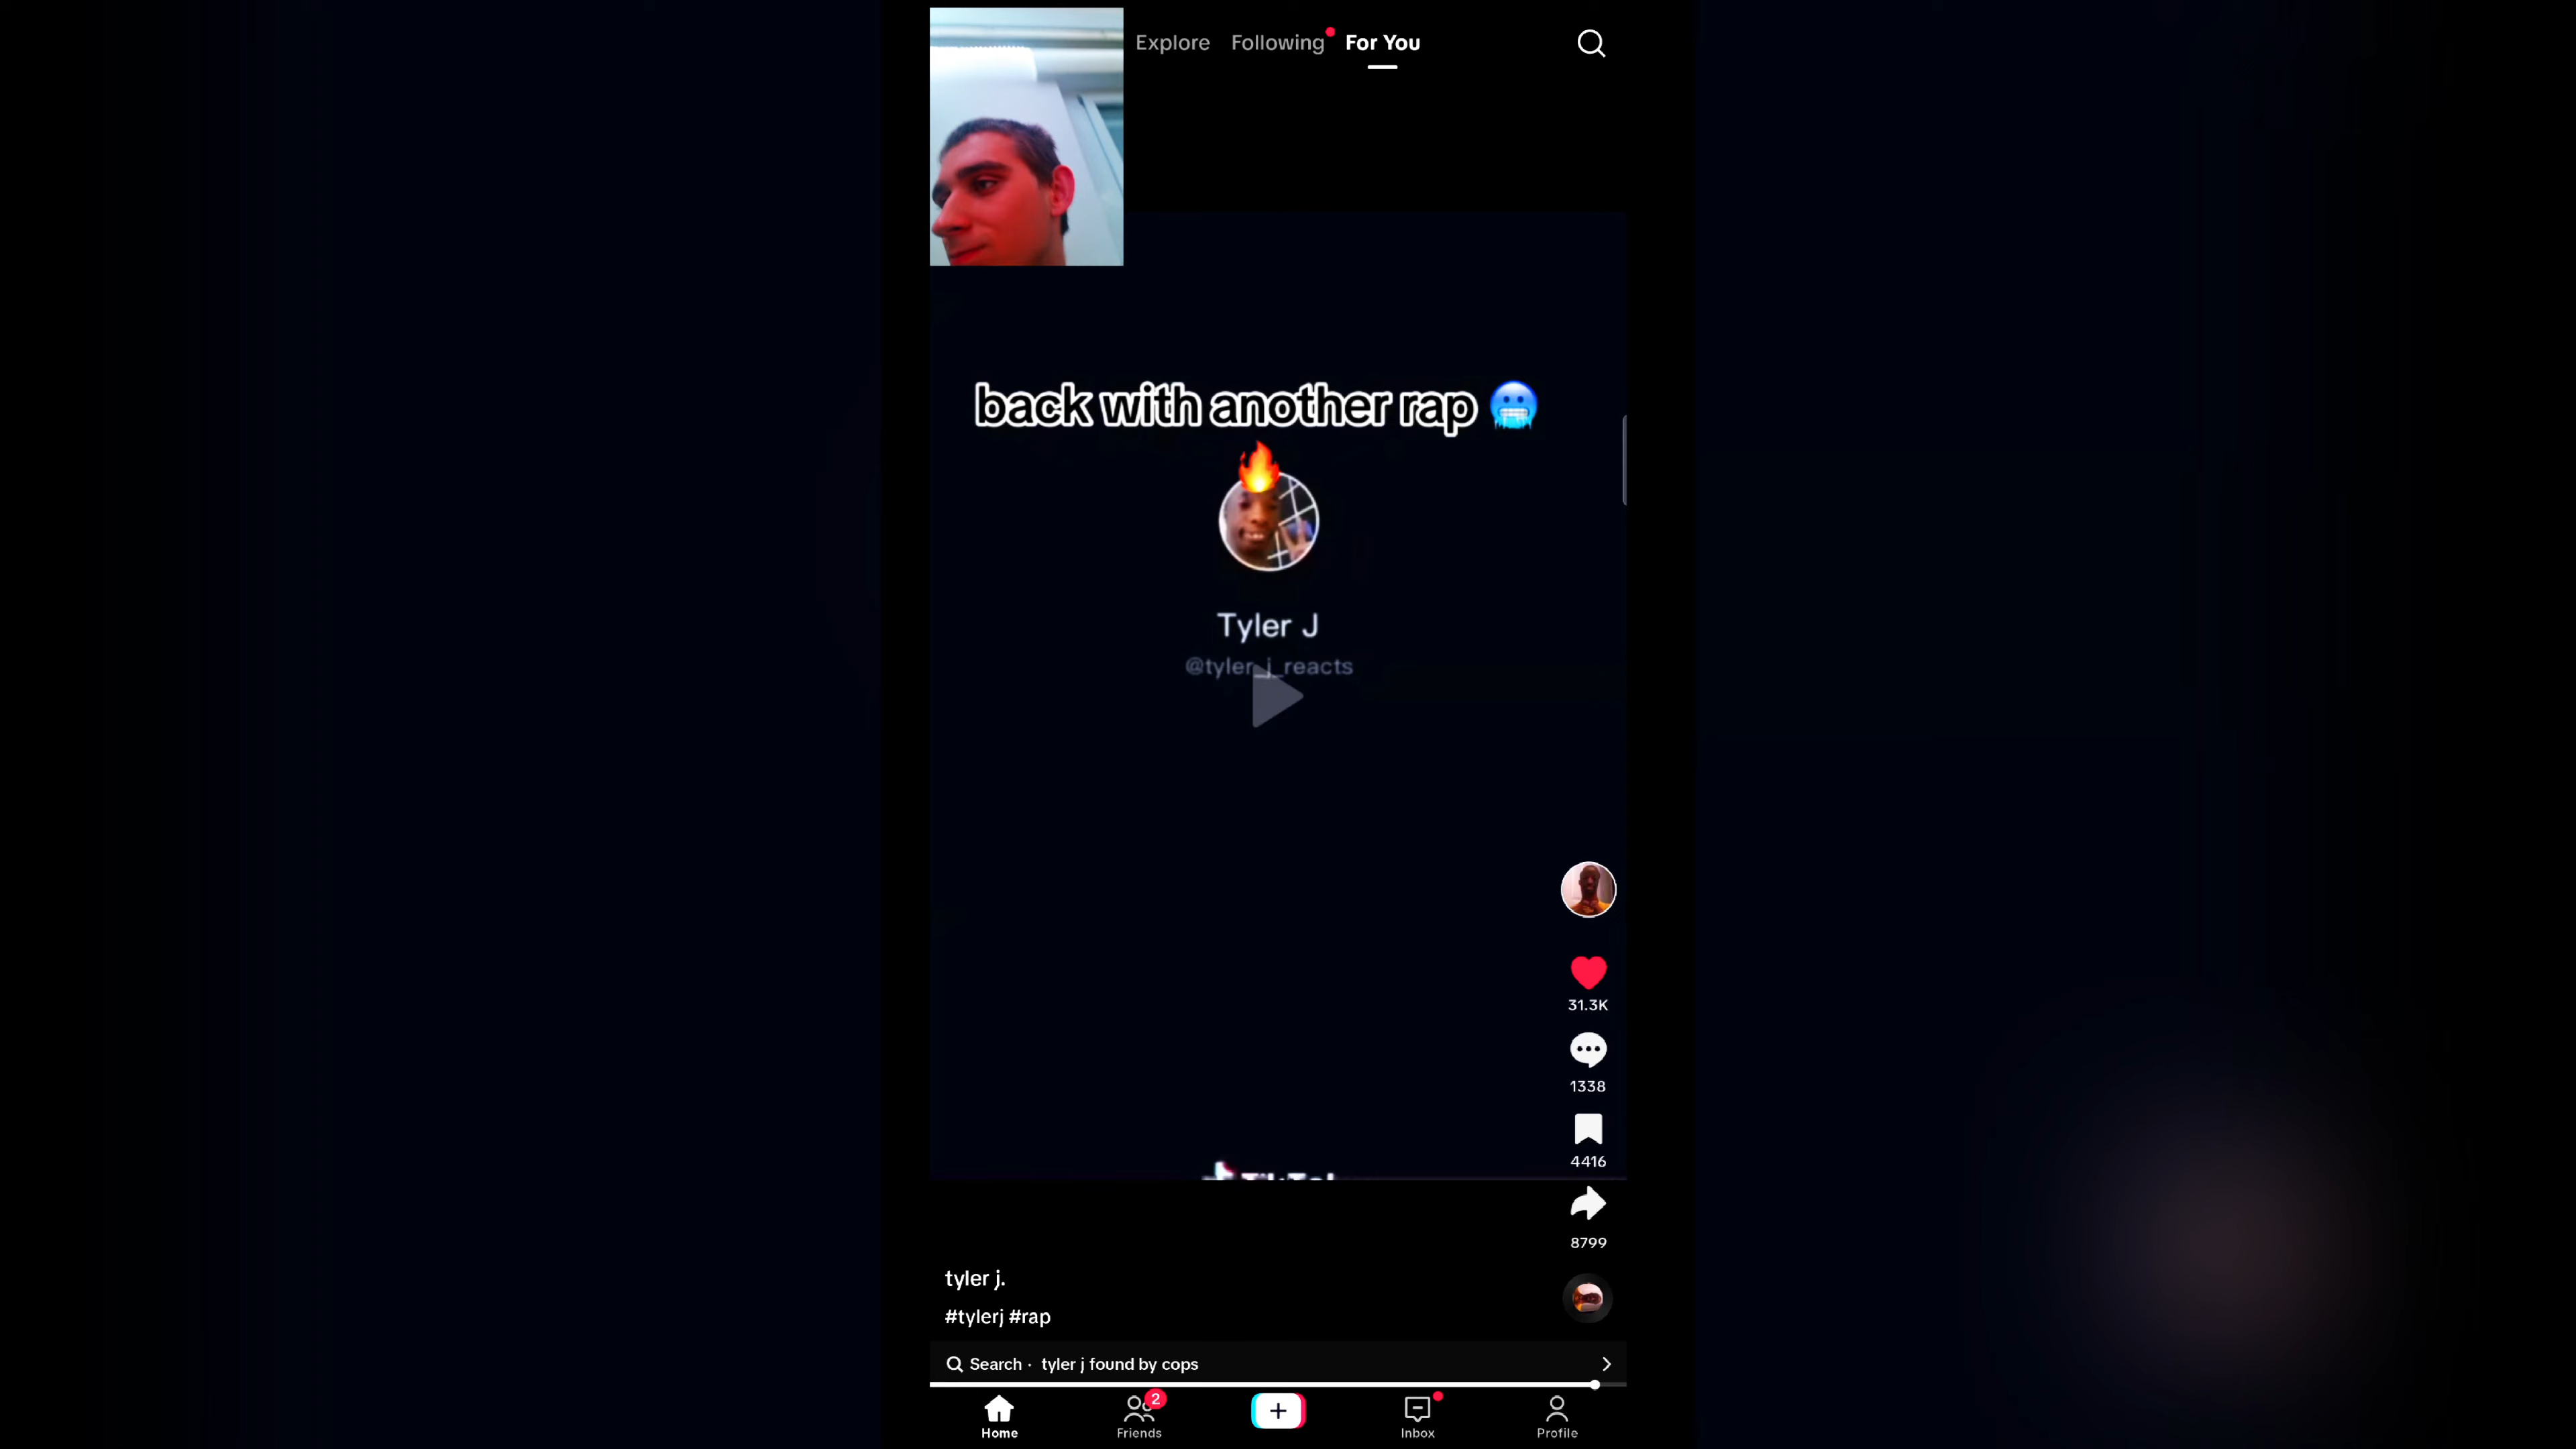 Explore Following For You
back with another rap 🥶
🔥
Tyler J
@tyler_j_reacts
31.3K
1338
4416
8799
TikTok
tyler j.
#tylerj #rap
Search · tyler j found by cops
2
Home Friends Inbox Profile